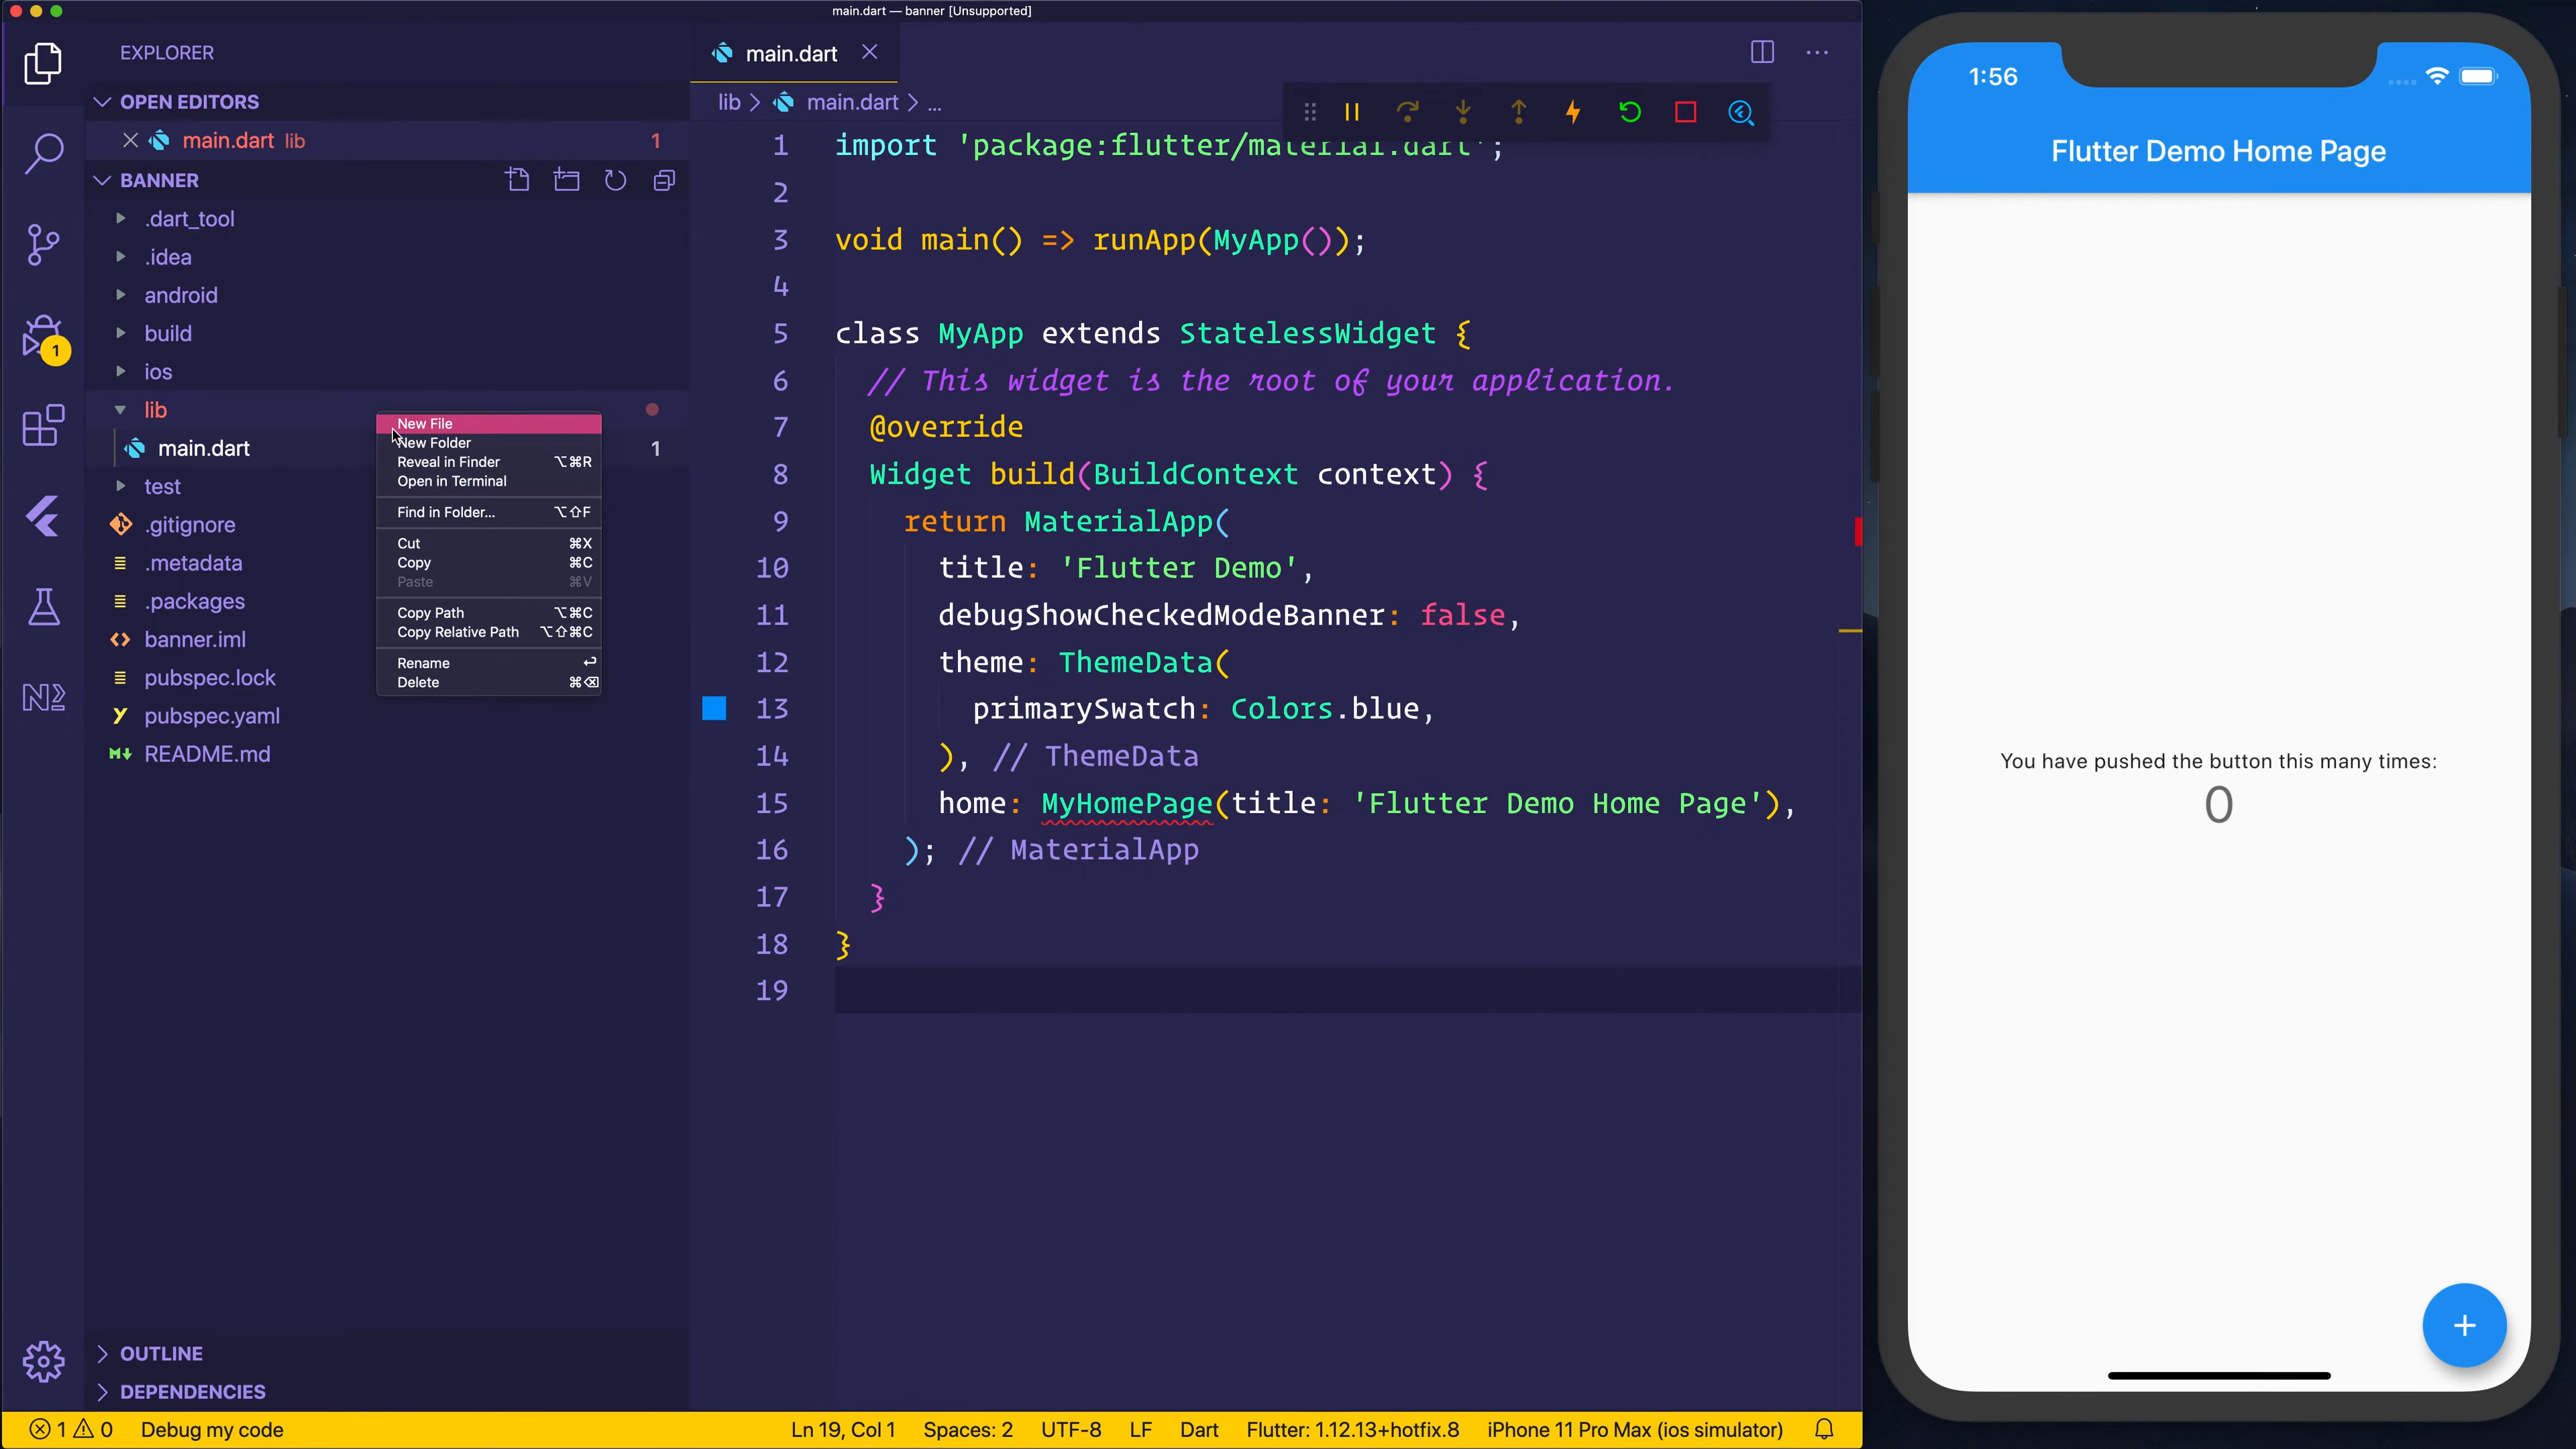 main.dart — banner [Unsupported]
EXPLORER
OPEN EDITORS
main.dart lib 1
BANNER
.dart_tool
.idea
android
build
ios
lib
main.dart 1
test
.gitignore
.metadata
.packages
banner.iml
pubspec.lock
pubspec.yaml
README.md
OUTLINE
DEPENDENCIES
1
New File
New Folder
Reveal in Finder ⌥⌘R
Open in Terminal
Find in Folder... ⌥⇧F
Cut ⌘X
Copy ⌘C
Paste ⌘V
Copy Path ⌥⌘C
Copy Relative Path ⌥⇧⌘C
Rename ↩
Delete ⌘⌫
main.dart
lib > main.dart > ...
1 import 'package:flutter/material.dart';
2
3 void main() => runApp(MyApp());
4
5 class MyApp extends StatelessWidget {
6 // This widget is the root of your application.
7 @override
8 Widget build(BuildContext context) {
9 return MaterialApp(
10 title: 'Flutter Demo',
11 debugShowCheckedModeBanner: false,
12 theme: ThemeData(
13 primarySwatch: Colors.blue,
14 ), // ThemeData
15 home: MyHomePage(title: 'Flutter Demo Home Page'),
16 ); // MaterialApp
17 }
18 }
19
1 0 Debug my code Ln 19, Col 1 Spaces: 2 UTF-8 LF Dart Flutter: 1.12.13+hotfix.8 iPhone 11 Pro Max (ios simulator)
1:56
Flutter Demo Home Page
You have pushed the button this many times:
0
+